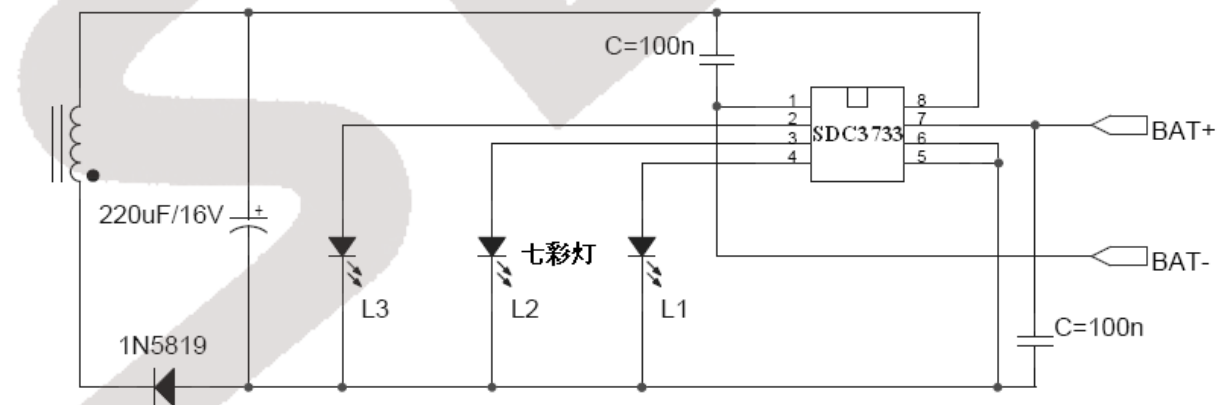 C=100n
1
2
3
4
SDC3733
8
7
6
5
BAT+
220uF/16V
+
七彩灯
BAT-
L3
L2
L1
C=100n
1N5819